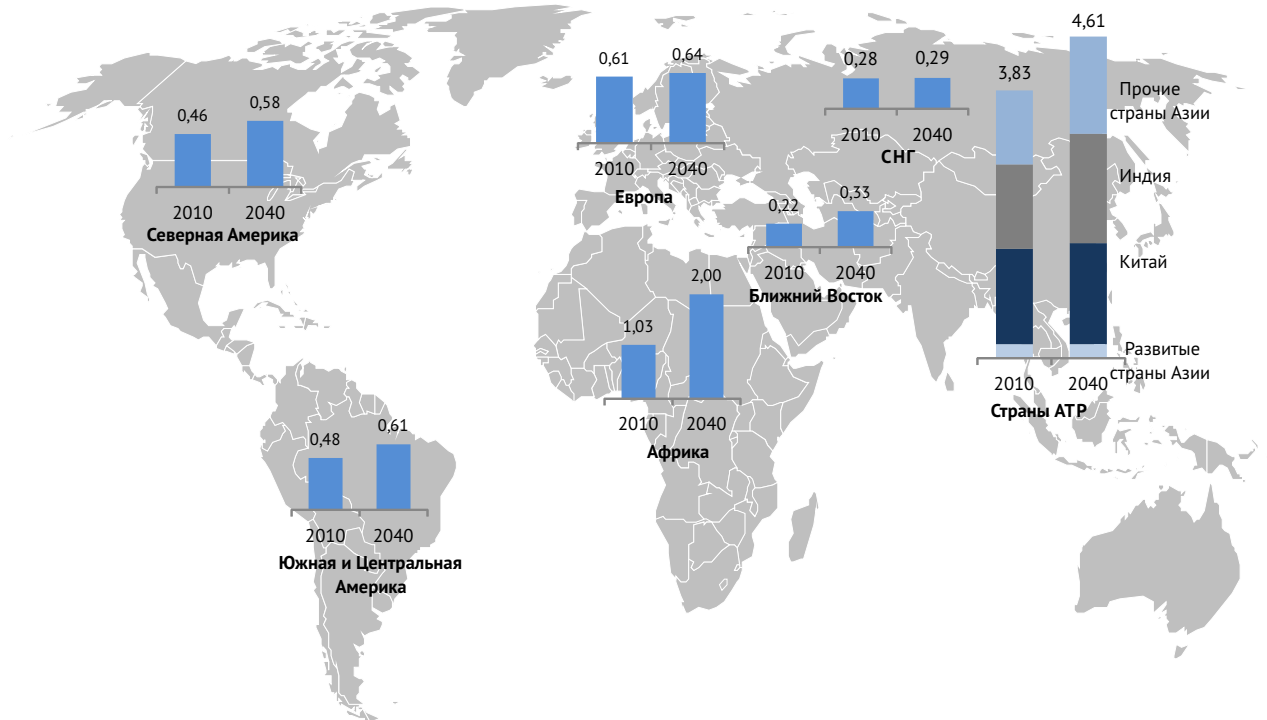 0,46
0,58
2010
2040
Северная Америка
0,61
0,64
2010
2040
Европа
0,28
0,29
2010
2040
СНГ
3,83
4,61
Прочие
страны Азии
Индия
Китай
Развитые
страны Азии
2010
2040
Страны АТР
0,22
0,33
2010
2040
Ближний Восток
1,03
2,00
2010
2040
Африка
0,48
0,61
2010
2040
Южная и Центральная
Америка